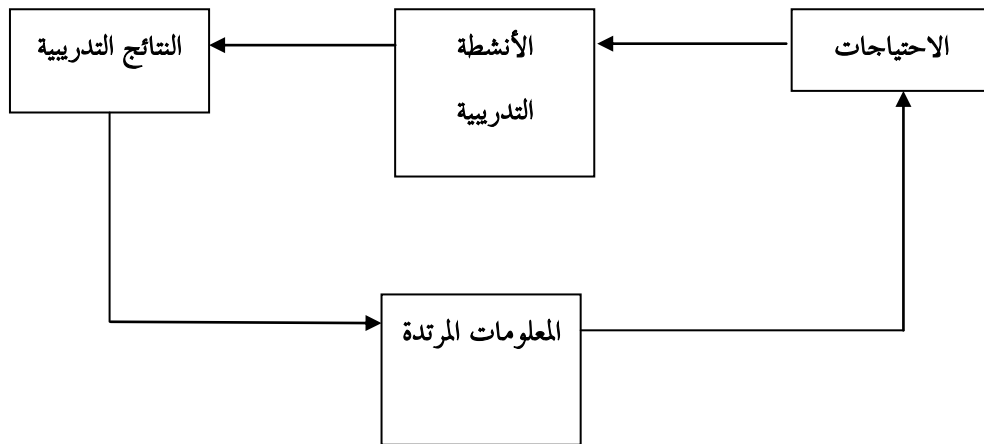 الاحتياجات
الأنشطة
التدريبية
النتائج التدريبية
المعلومات المرتدة